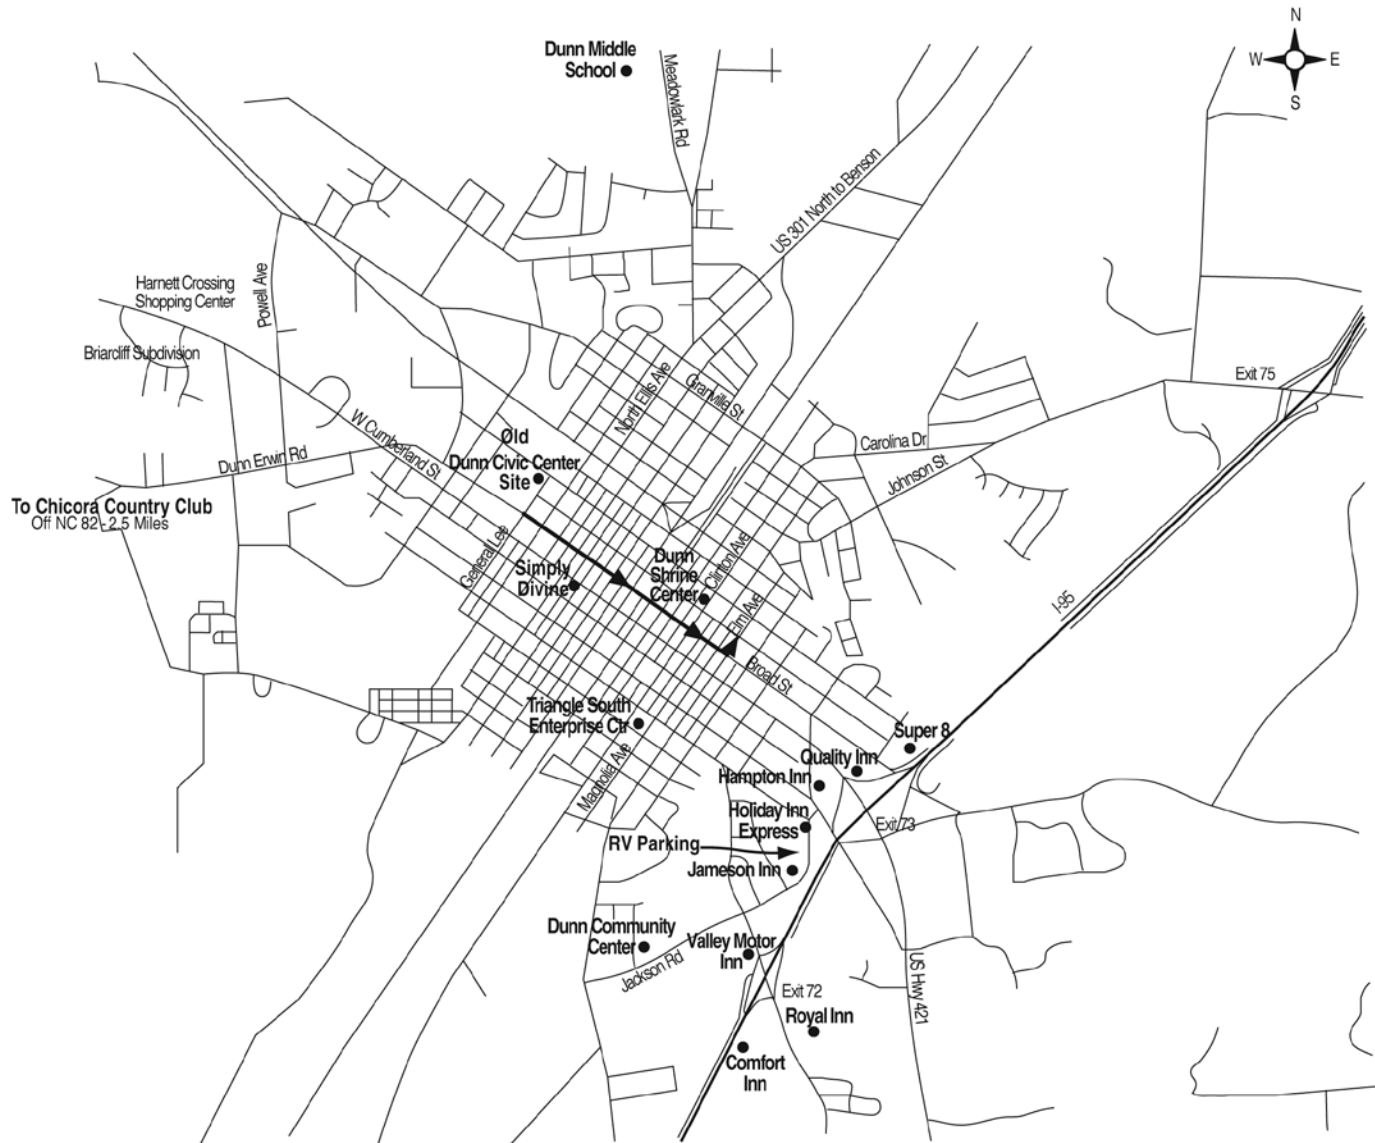 N
W
E
S
Dunn Middle
School
Meadowlark Rd
US 301 North to Benson
Harnett Crossing
Shopping Center
Powell Ave
Briarcliff Subdivision
Exit 75
North Ellis Ave
Granville St
W Cumberland St
Carolina Dr
Johnson St
Old
Dunn Civic Center
Site
Dunn Erwin Rd
To Chicora Country Club
Off NC 82 - 2.5 Miles
General Lee
Simply
Divine
Dunn
Shrine
Center
Clinton Ave
Elm Ave
I-95
Broad St
Triangle South
Enterprise Ctr
Magnolia Ave
Super 8
Quality Inn
Hampton Inn
Holiday Inn
Express
Exit 73
RV Parking
Jameson Inn
Dunn Community
Center
Valley Motor
Inn
Jackson Rd
US Hwy 421
Exit 72
Royal Inn
Comfort
Inn